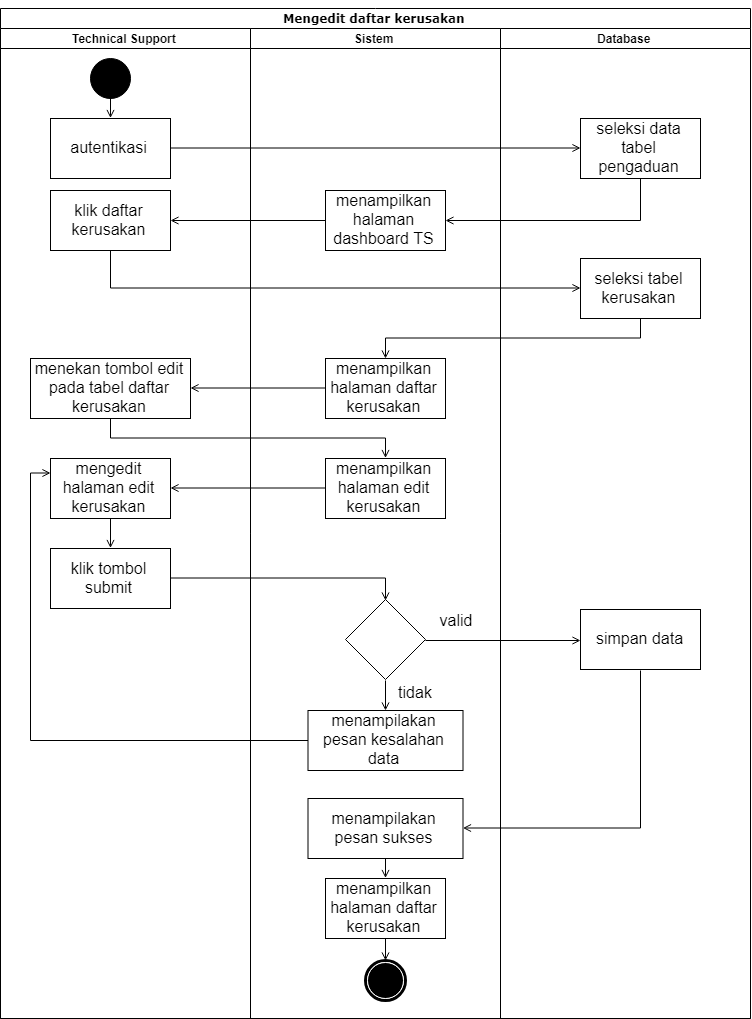 Mengedit daftar kerusakan
Technical Support
Sistem
Database
autentikasi
seleksi data
tabel
pengaduan
klik daftar
kerusakan
menampilkan
halaman
dashboard TS
seleksi tabel
kerusakan
menekan tombol edit
pada tabel daftar
kerusakan
menampilkan
halaman daftar
kerusakan
mengedit
halaman edit
kerusakan
menampilkan
halaman edit
kerusakan
klik tombol
submit
valid
simpan data
tidak
menampilakan
pesan kesalahan
data
menampilakan
pesan sukses
menampilkan
halaman daftar
kerusakan